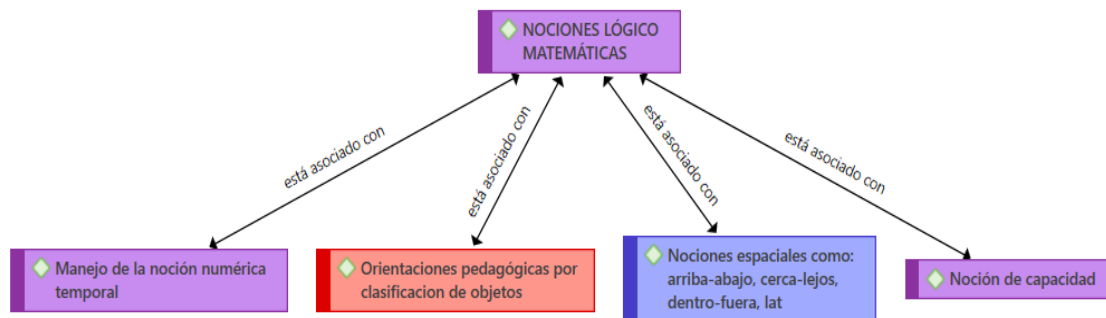 NOCIONES LÓGICO
MATEMÁTICAS
está asociado con
está asociado con
está asociado con
está asociado con
Manejo de la noción numérica
temporal
Orientaciones pedagógicas por
clasificacion de objetos
Nociones espaciales como:
arriba-abajo, cerca-lejos,
dentro-fuera, lat
Noción de capacidad